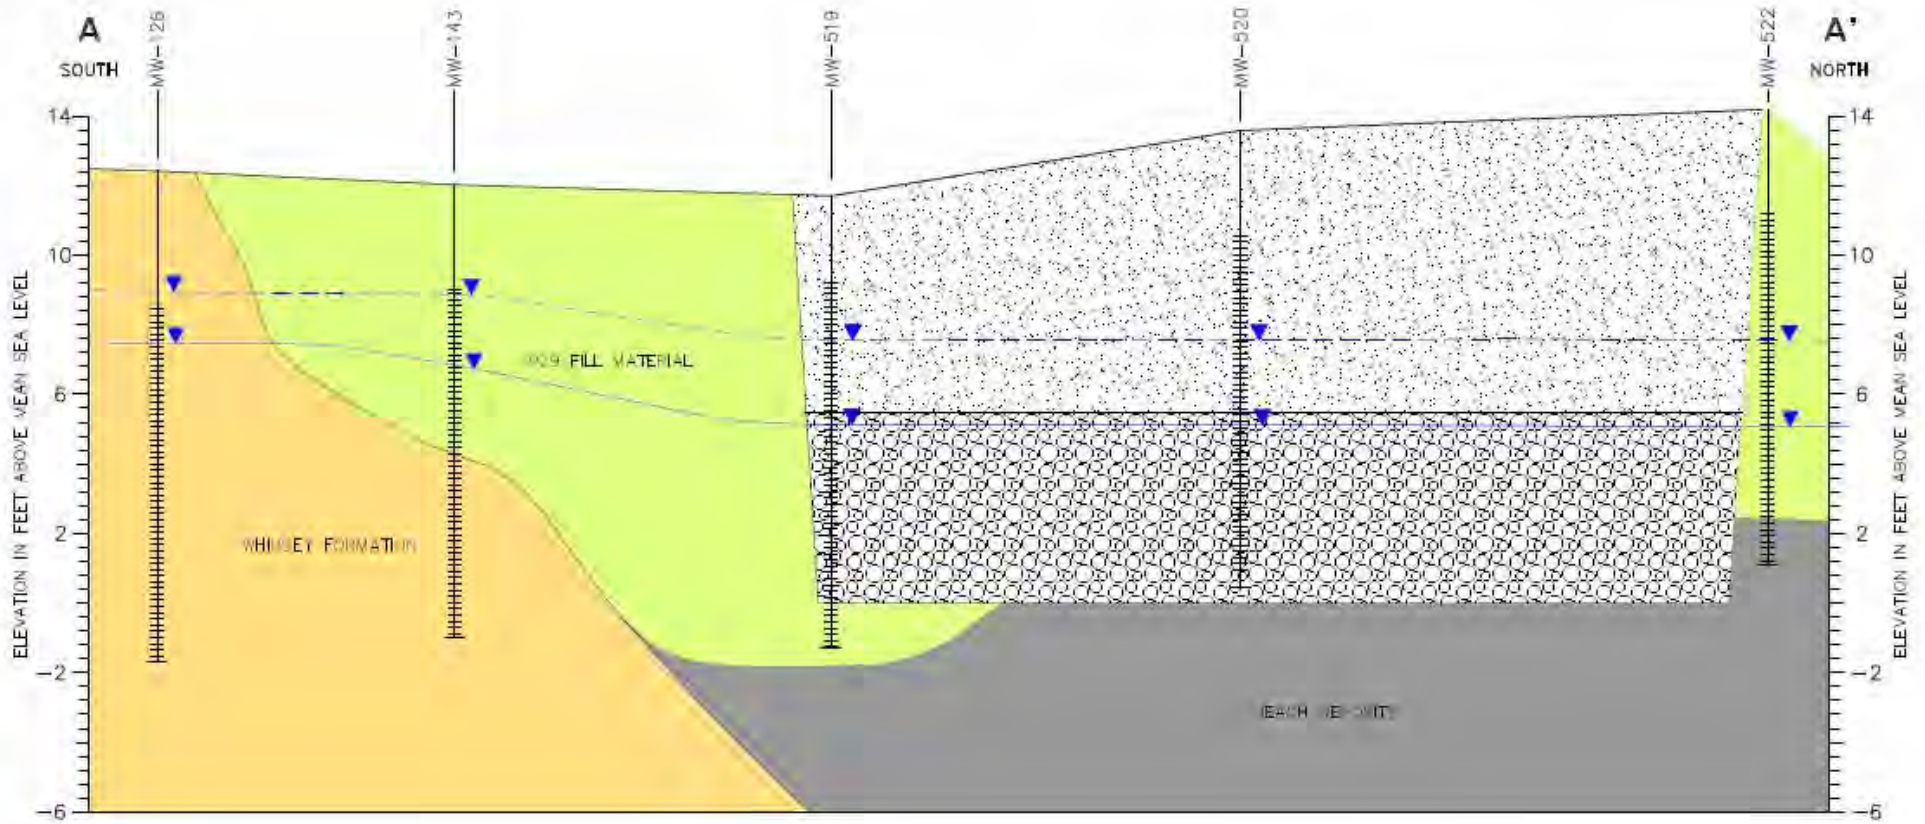 A
SOUTH
MW-126
MW-143
MW-519
MW-520
MW-522
A'
NORTH
14
10
6
2
-2
-6
14
10
6
2
-2
-6
ELEVATION IN FEET ABOVE MEAN SEA LEVEL
ELEVATION IN FEET ABOVE MEAN SEA LEVEL
FILL MATERIAL
FORMATION